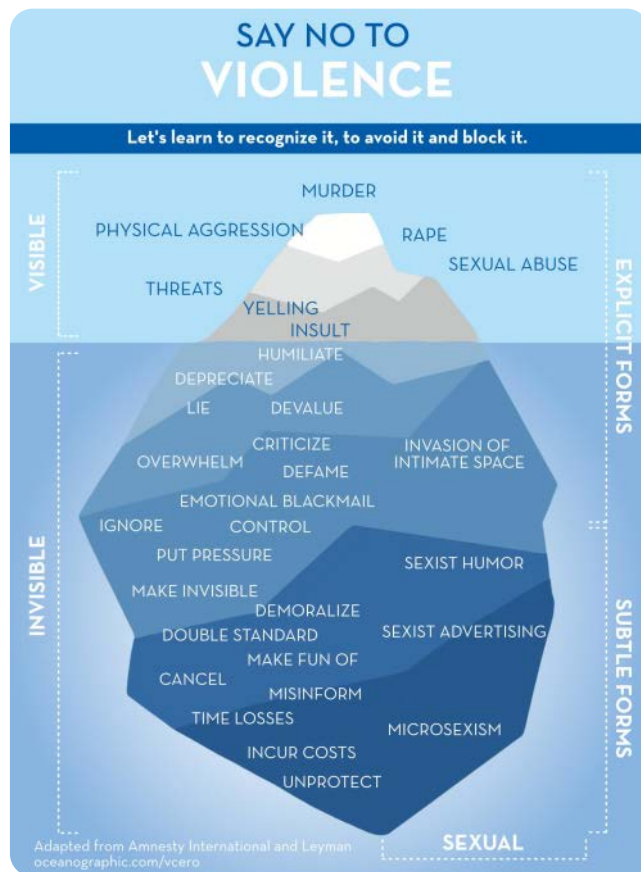 SAY NO TO
VIOLENCE
Let's learn to recognize it, to avoid it and block it.
VISIBLE
MURDER
PHYSICAL AGGRESSION
RAPE
SEXUAL ABUSE
THREATS
YELLING
INSULT
EXPLICIT FORMS
INVISIBLE
HUMILIATE
DEPRECIATE
LIE
DEVALUE
CRITICIZE
INVASION OF
INTIMATE SPACE
OVERWHELM
DEFAME
EMOTIONAL BLACKMAIL
IGNORE
CONTROL
PUT PRESSURE
SEXIST HUMOR
MAKE INVISIBLE
DEMORALIZE
DOUBLE STANDARD
SEXIST ADVERTISING
MAKE FUN OF
CANCEL
MISINFORM
TIME LOSSES
MICROSEXISM
INCUR COSTS
UNPROTECT
SUBTLE FORMS
SEXUAL
Adapted from Amnesty International and Leyman
oceanographic.com/vcero